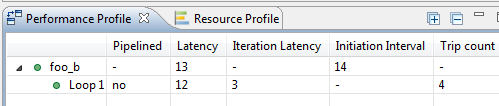 Performance Profile Resource Profile
Pipelined Latency Iteration Latency Initiation Interval Trip count
foo_b - 13 - 14 -
Loop 1 no 12 3 - 4